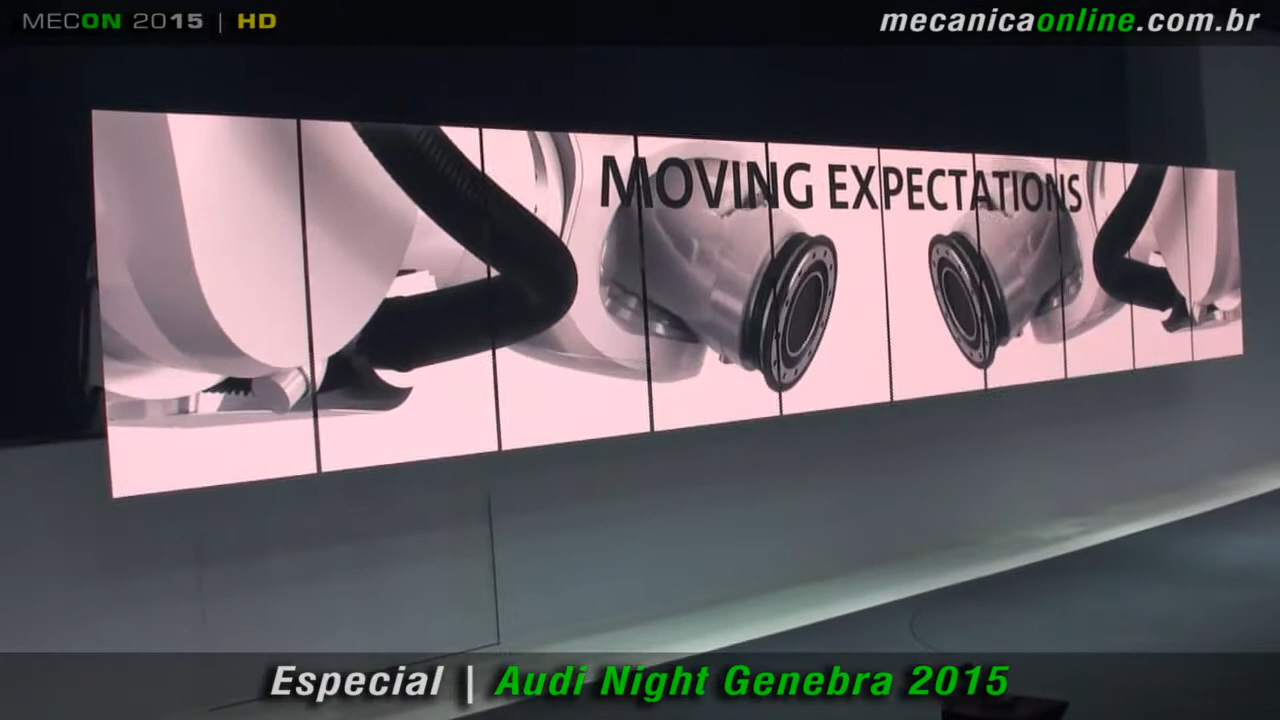 MECON 2015 | HD
mecanicaonline.com.br
MOVING EXPECTATIONS
Especial | Audi Night Genebra 2015